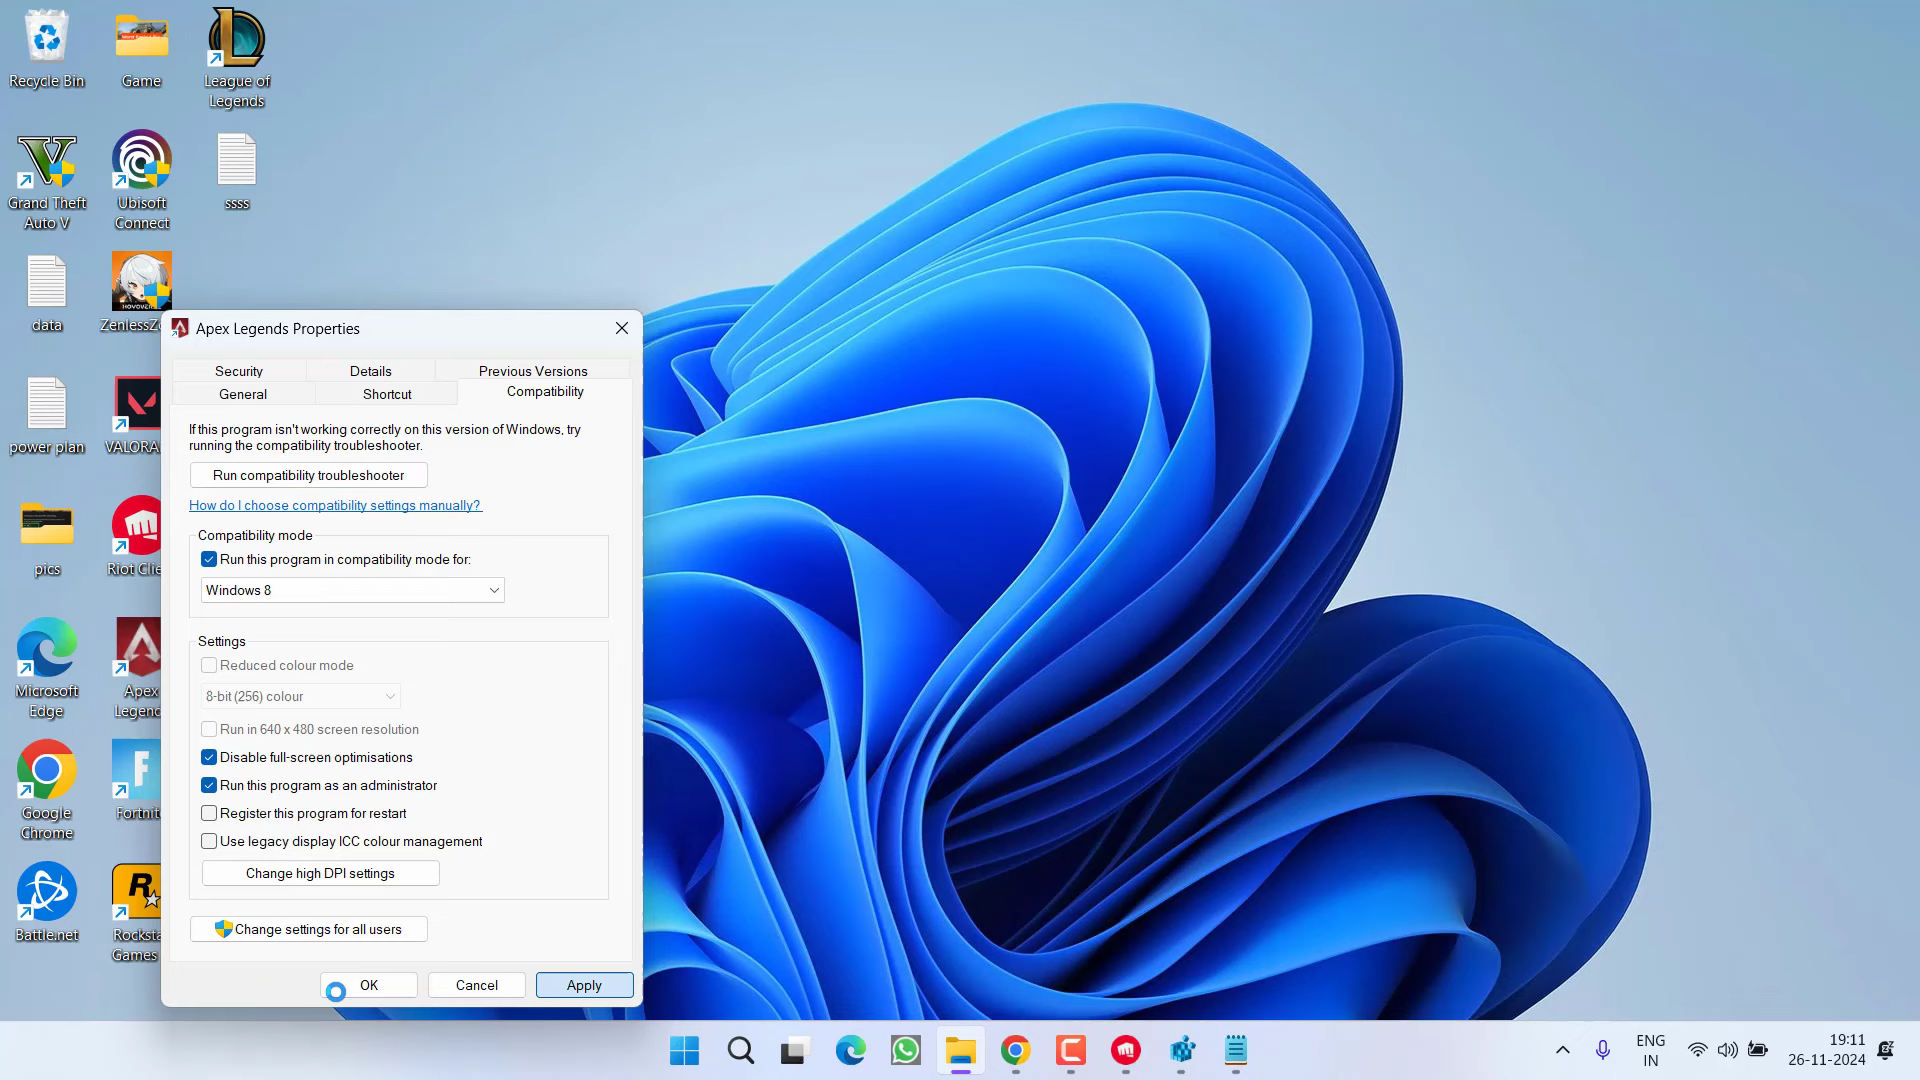 Recycle Bin
Game
League of
Legends
Grand Theft
Auto V
Ubisoft
Connect
ssss
data
HOYOVER
ZenlessZ
power plan
VALORA
pics
Riot Clie
Microsoft
Edge
Apex
Legend
Google
Chrome
Fortni
Battle.net
Rocksta
Games
Apex Legends Properties
Security
Details
Previous Versions
General
Shortcut
Compatibility
If this program isn't working correctly on this version of Windows, try
running the compatibility troubleshooter.
Run compatibility troubleshooter
How do I choose compatibility settings manually?
Compatibility mode
Run this program in compatibility mode for:
Windows 8
Settings
Reduced colour mode
8-bit (256) colour
Run in 640 x 480 screen resolution
Disable full-screen optimisations
Run this program as an administrator
Register this program for restart
Use legacy display ICC colour management
Change high DPI settings
Change settings for all users
OK
Cancel
Apply
ENG
IN
19:11
26-11-2024